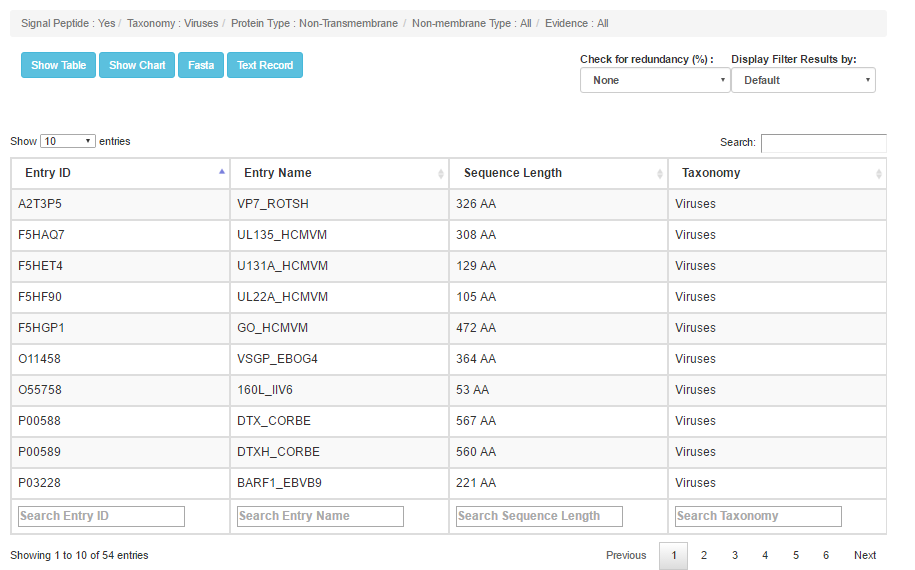 Signal Peptide : Yes / Taxonomy : Viruses / Protein Type : Non-Transmembrane / Non-membrane Type : All / Evidence : All
Show Table Show Chart Fasta Text Record
Check for redundancy (%) : Display Filter Results by:
None Default
Show 10 entries Search:
Entry ID Entry Name Sequence Length Taxonomy
A2T3P5 VP7_ROTSH 326 AA Viruses
F5HAQ7 UL135_HCMVM 308 AA Viruses
F5HET4 U131A_HCMVM 129 AA Viruses
F5HF90 UL22A_HCMVM 105 AA Viruses
F5HGP1 GO_HCMVM 472 AA Viruses
O11458 VSGP_EBOG4 364 AA Viruses
O55758 160L_IIV6 53 AA Viruses
P00588 DTX_CORBE 567 AA Viruses
P00589 DTXH_CORBE 560 AA Viruses
P03228 BARF1_EBVB9 221 AA Viruses
Search Entry ID Search Entry Name Search Sequence Length Search Taxonomy
Showing 1 to 10 of 54 entries Previous 1 2 3 4 5 6 Next